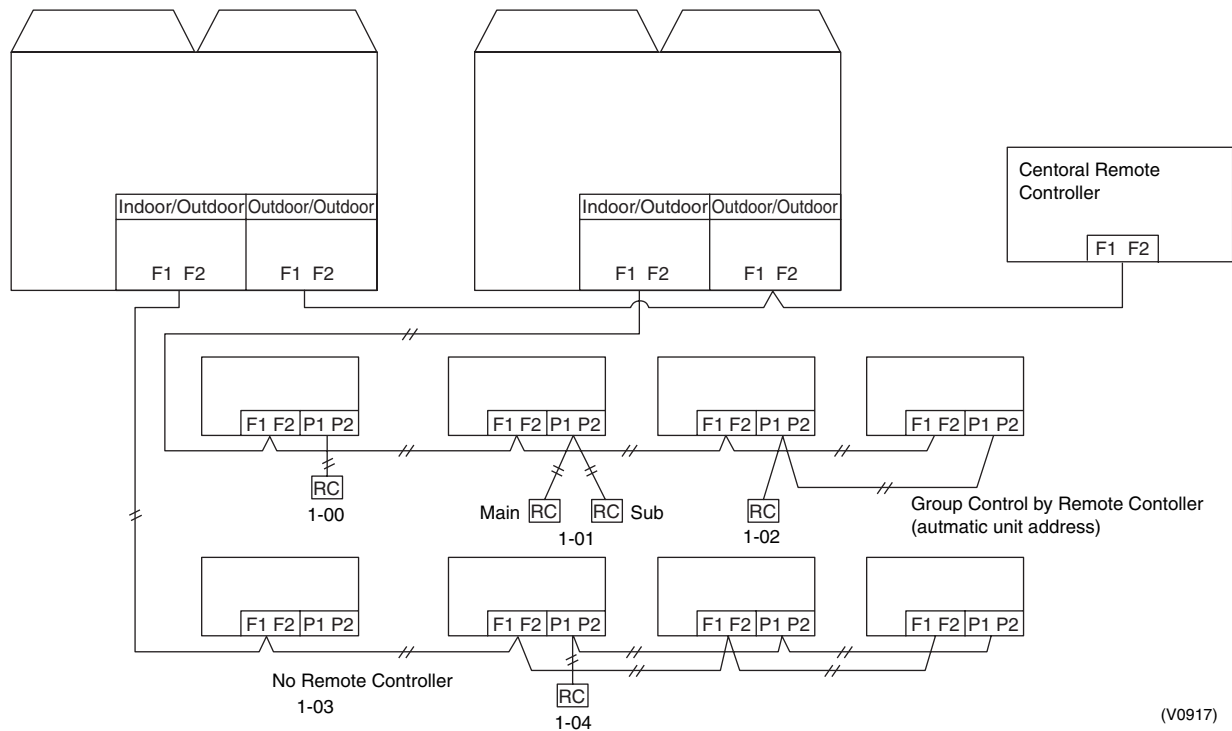 Indoor/Outdoor Outdoor/Outdoor
F1 F2 F1 F2
Indoor/Outdoor Outdoor/Outdoor
F1 F2 F1 F2
Centoral Remote
Controller
F1 F2
F1 F2 P1 P2
F1 F2 P1 P2
F1 F2 P1 P2
F1 F2 P1 P2
RC
1-00
Main RC RC Sub
1-01
RC
1-02
Group Control by Remote Contoller
(autmatic unit address)
F1 F2 P1 P2
F1 F2 P1 P2
F1 F2 P1 P2
F1 F2 P1 P2
No Remote Controller
1-03
RC
1-04
(V0917)